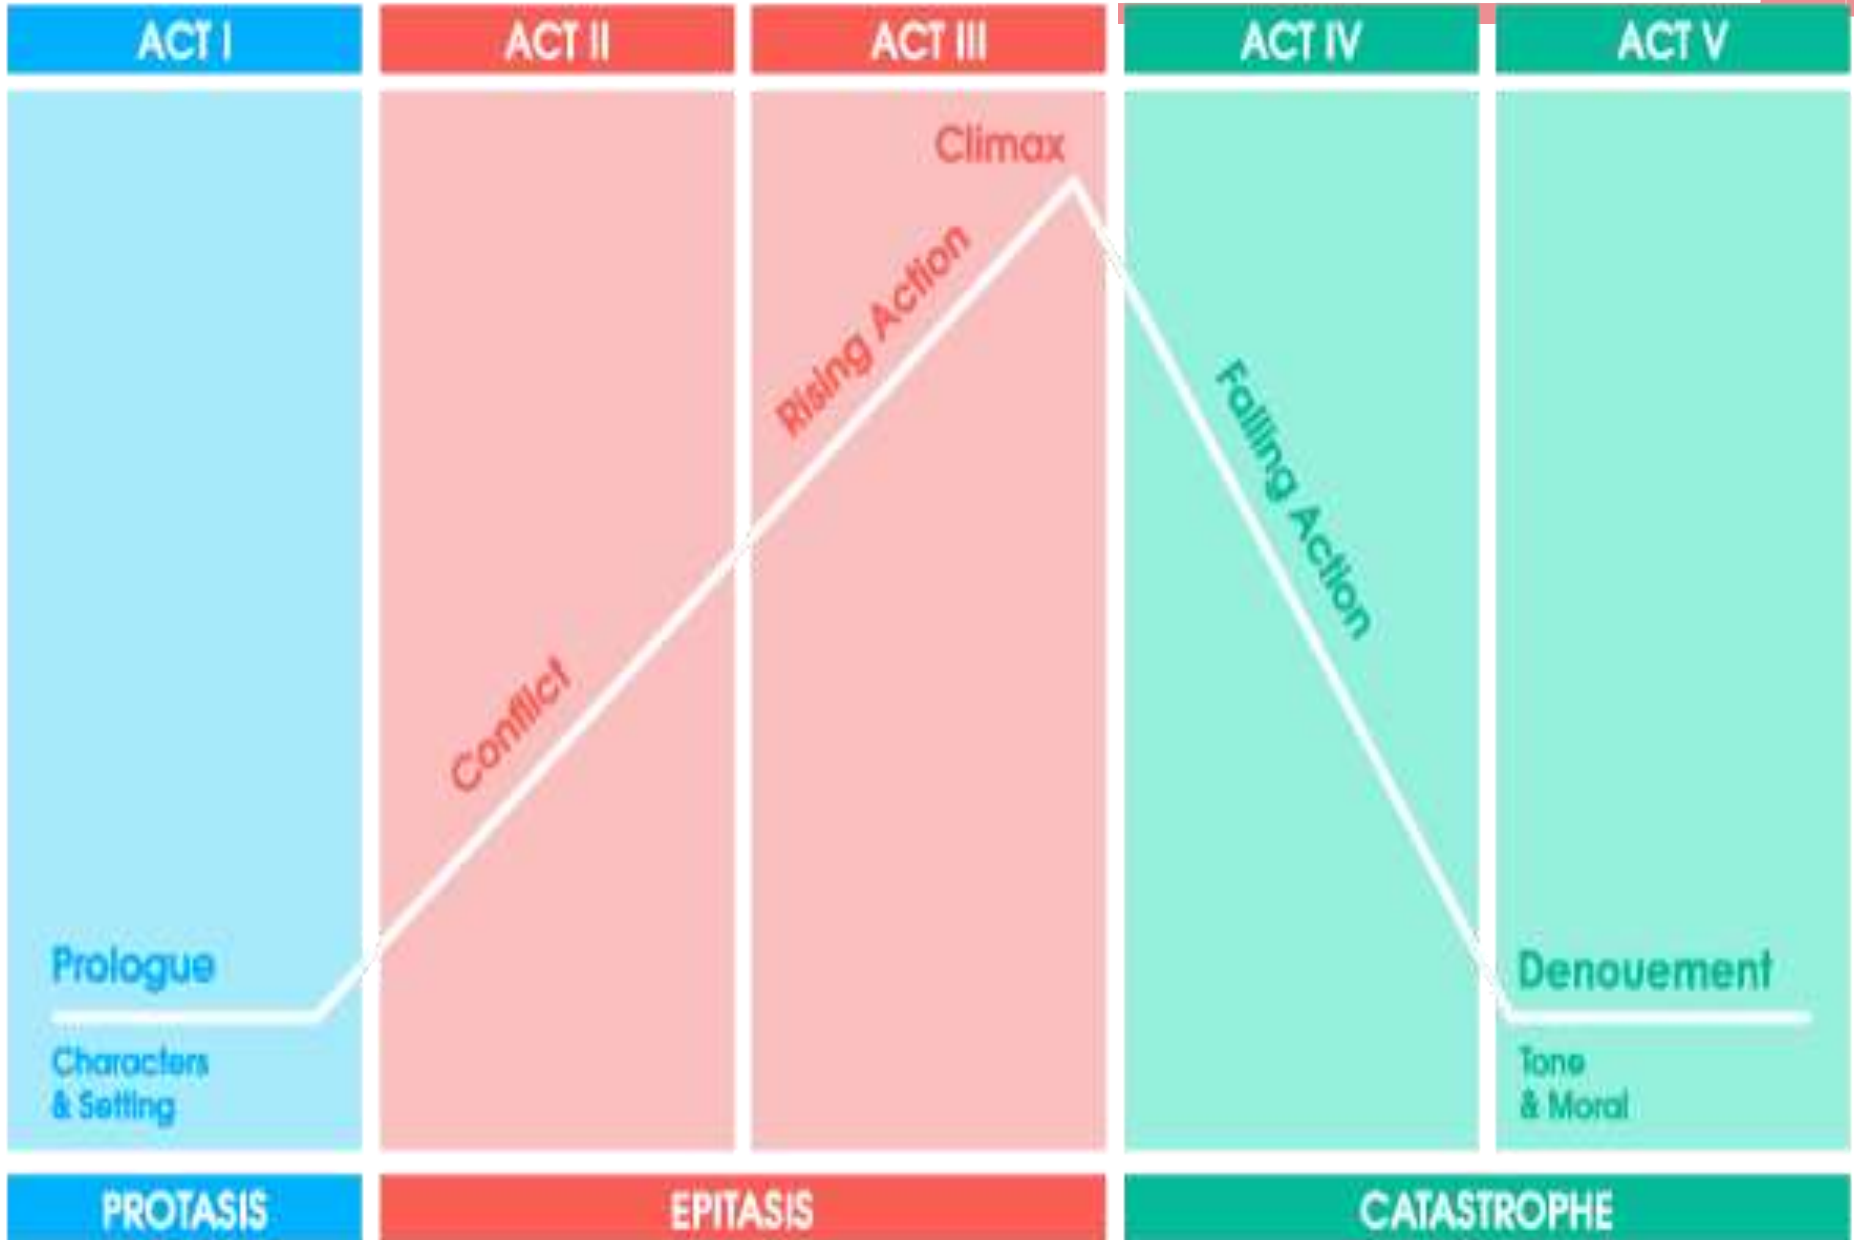 ACT I
ACT II
ACT III
ACT IV
ACT V
Climax
Rising Action
Falling Action
Conflict
Prologue
Denouement
Characters
& Setting
Tone
& Moral
PROTASIS
EPITASIS
CATASTROPHE